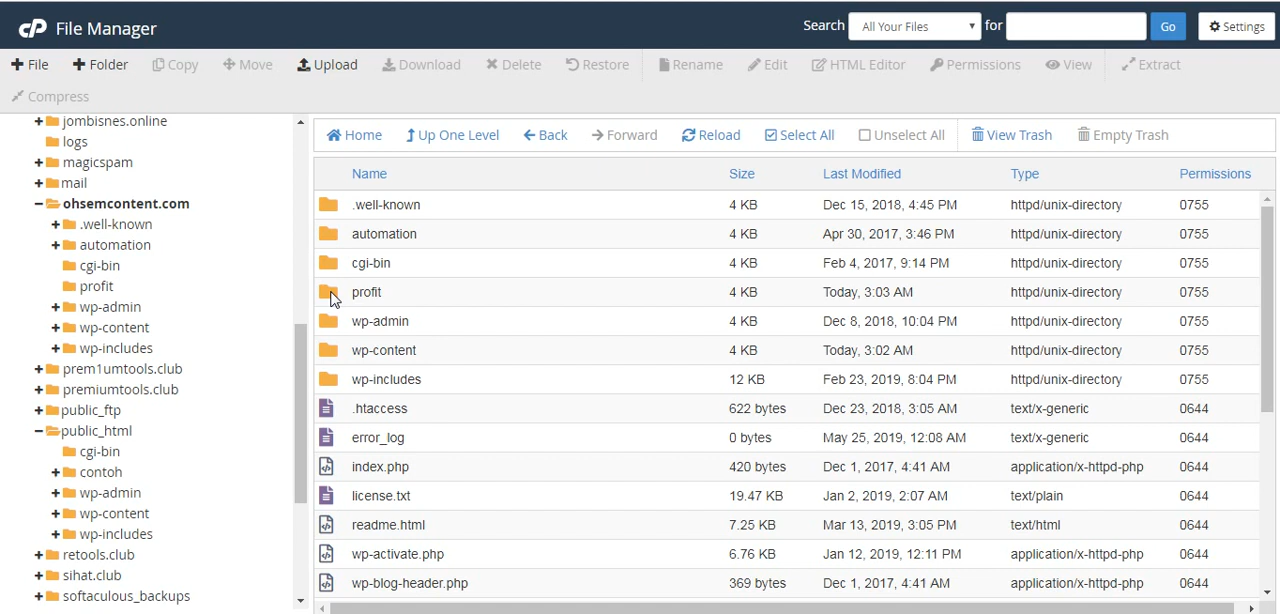 cP File Manager Search All Your Files for Go Settings
File Folder Copy Move Upload Download Delete Restore Rename Edit HTML Editor Permissions View Extract
Compress
jombisnes.online
logs
magicspam
mail
ohsemcontent.com
.well-known
automation
cgi-bin
profit
wp-admin
wp-content
wp-includes
prem1umtools.club
premiumtools.club
public_ftp
public_html
cgi-bin
contoh
wp-admin
wp-content
wp-includes
retools.club
sihat.club
softaculous_backups
Home Up One Level Back Forward Reload Select All Unselect All View Trash Empty Trash
Name Size Last Modified Type Permissions
.well-known 4 KB Dec 15, 2018, 4:45 PM httpd/unix-directory 0755
automation 4 KB Apr 30, 2017, 3:46 PM httpd/unix-directory 0755
cgi-bin 4 KB Feb 4, 2017, 9:14 PM httpd/unix-directory 0755
profit 4 KB Today, 3:03 AM httpd/unix-directory 0755
wp-admin 4 KB Dec 8, 2018, 10:04 PM httpd/unix-directory 0755
wp-content 4 KB Today, 3:02 AM httpd/unix-directory 0755
wp-includes 12 KB Feb 23, 2019, 8:04 PM httpd/unix-directory 0755
.htaccess 622 bytes Dec 23, 2018, 3:05 AM text/x-generic 0644
error_log 0 bytes May 25, 2019, 12:08 AM text/x-generic 0644
index.php 420 bytes Dec 1, 2017, 4:41 AM application/x-httpd-php 0644
license.txt 19.47 KB Jan 2, 2019, 2:07 AM text/plain 0644
readme.html 7.25 KB Mar 13, 2019, 3:05 PM text/html 0644
wp-activate.php 6.76 KB Jan 12, 2019, 12:11 PM application/x-httpd-php 0644
wp-blog-header.php 369 bytes Dec 1, 2017, 4:41 AM application/x-httpd-php 0644